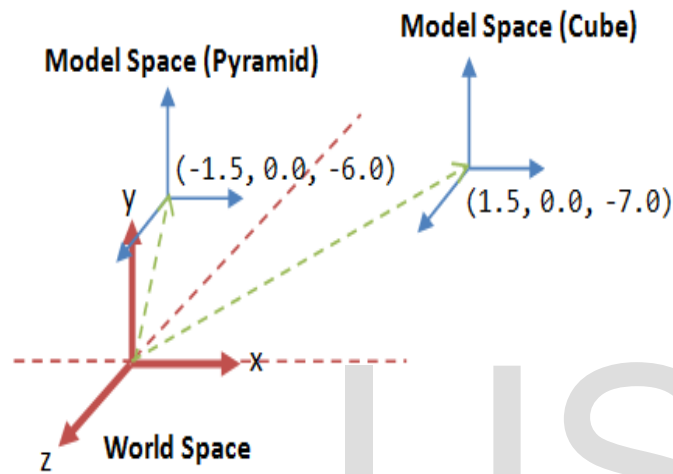 Model Space (Cube)
Model Space (Pyramid)
(-1.5, 0.0, -6.0)
(1.5, 0.0, -7.0)
y
x
z
World Space